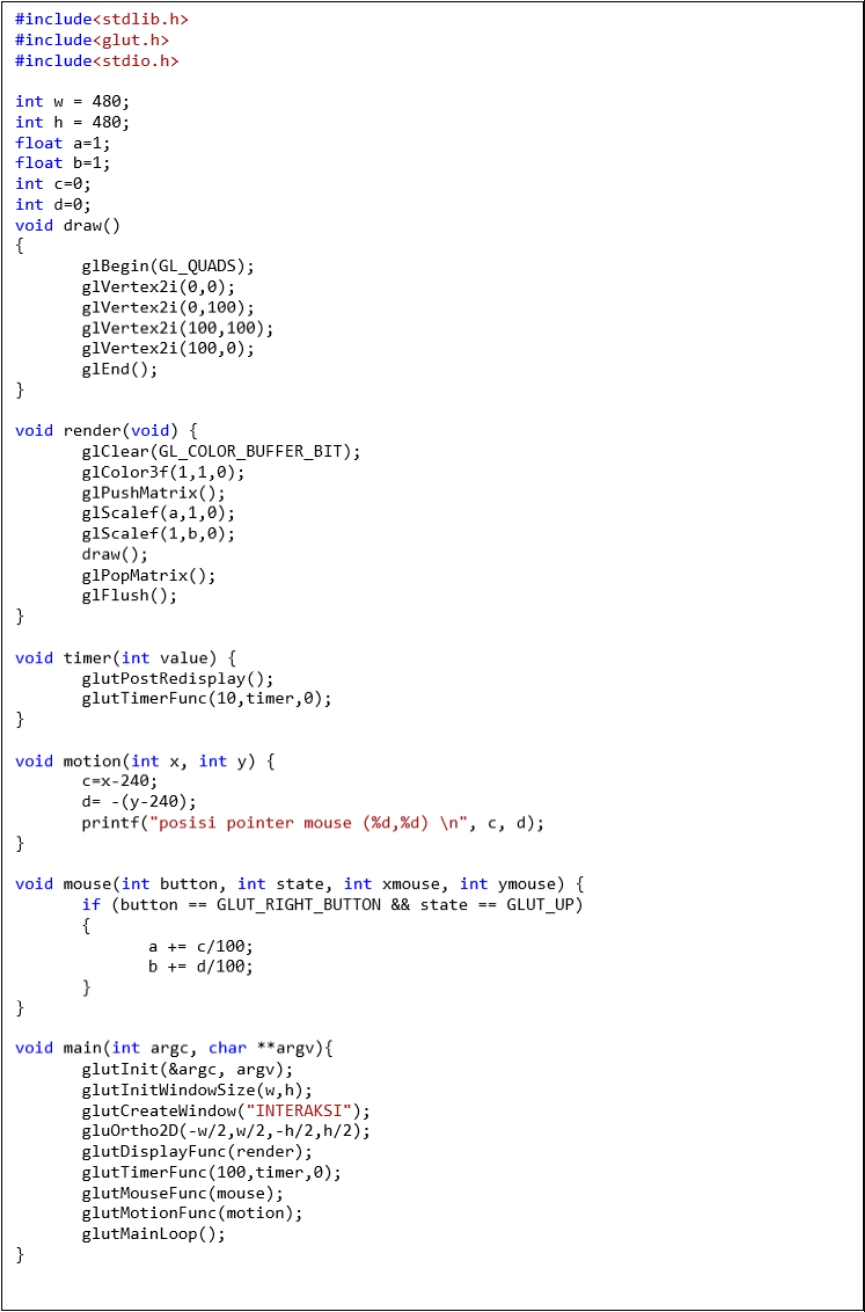 #include<stdlib.h>
#include<glut.h>
#include<stdio.h>

int w = 480;
int h = 480;
float a=1;
float b=1;
int c=0;
int d=0;
void draw()
{
	glBegin(GL_QUADS);
	glVertex2i(0,0);
	glVertex2i(0,100);
	glVertex2i(100,100);
	glVertex2i(100,0);
	glEnd();
}

void render(void) {
	glClear(GL_COLOR_BUFFER_BIT);
	glColor3f(1,1,0);
	glPushMatrix();
	glScalef(a,1,0);
	glScalef(1,b,0);
	draw();
	glPopMatrix();
	glFlush();
}

void timer(int value) {
	glutPostRedisplay();
	glutTimerFunc(10,timer,0);
}

void motion(int x, int y) {
	c=x-240;
	d= -(y-240);
	printf("posisi pointer mouse (%d,%d) \n", c, d);
}

void mouse(int button, int state, int xmouse, int ymouse) {
	if (button == GLUT_RIGHT_BUTTON && state == GLUT_UP)
	{
		a += c/100;
		b += d/100;
	}
}

void main(int argc, char **argv){
	glutInit(&argc, argv);
	glutInitWindowSize(w,h);
	glutCreateWindow("INTERAKSI");
	gluOrtho2D(-w/2,w/2,-h/2,h/2);
	glutDisplayFunc(render);
	glutTimerFunc(100,timer,0);
	glutMouseFunc(mouse);
	glutMotionFunc(motion);
	glutMainLoop();
}